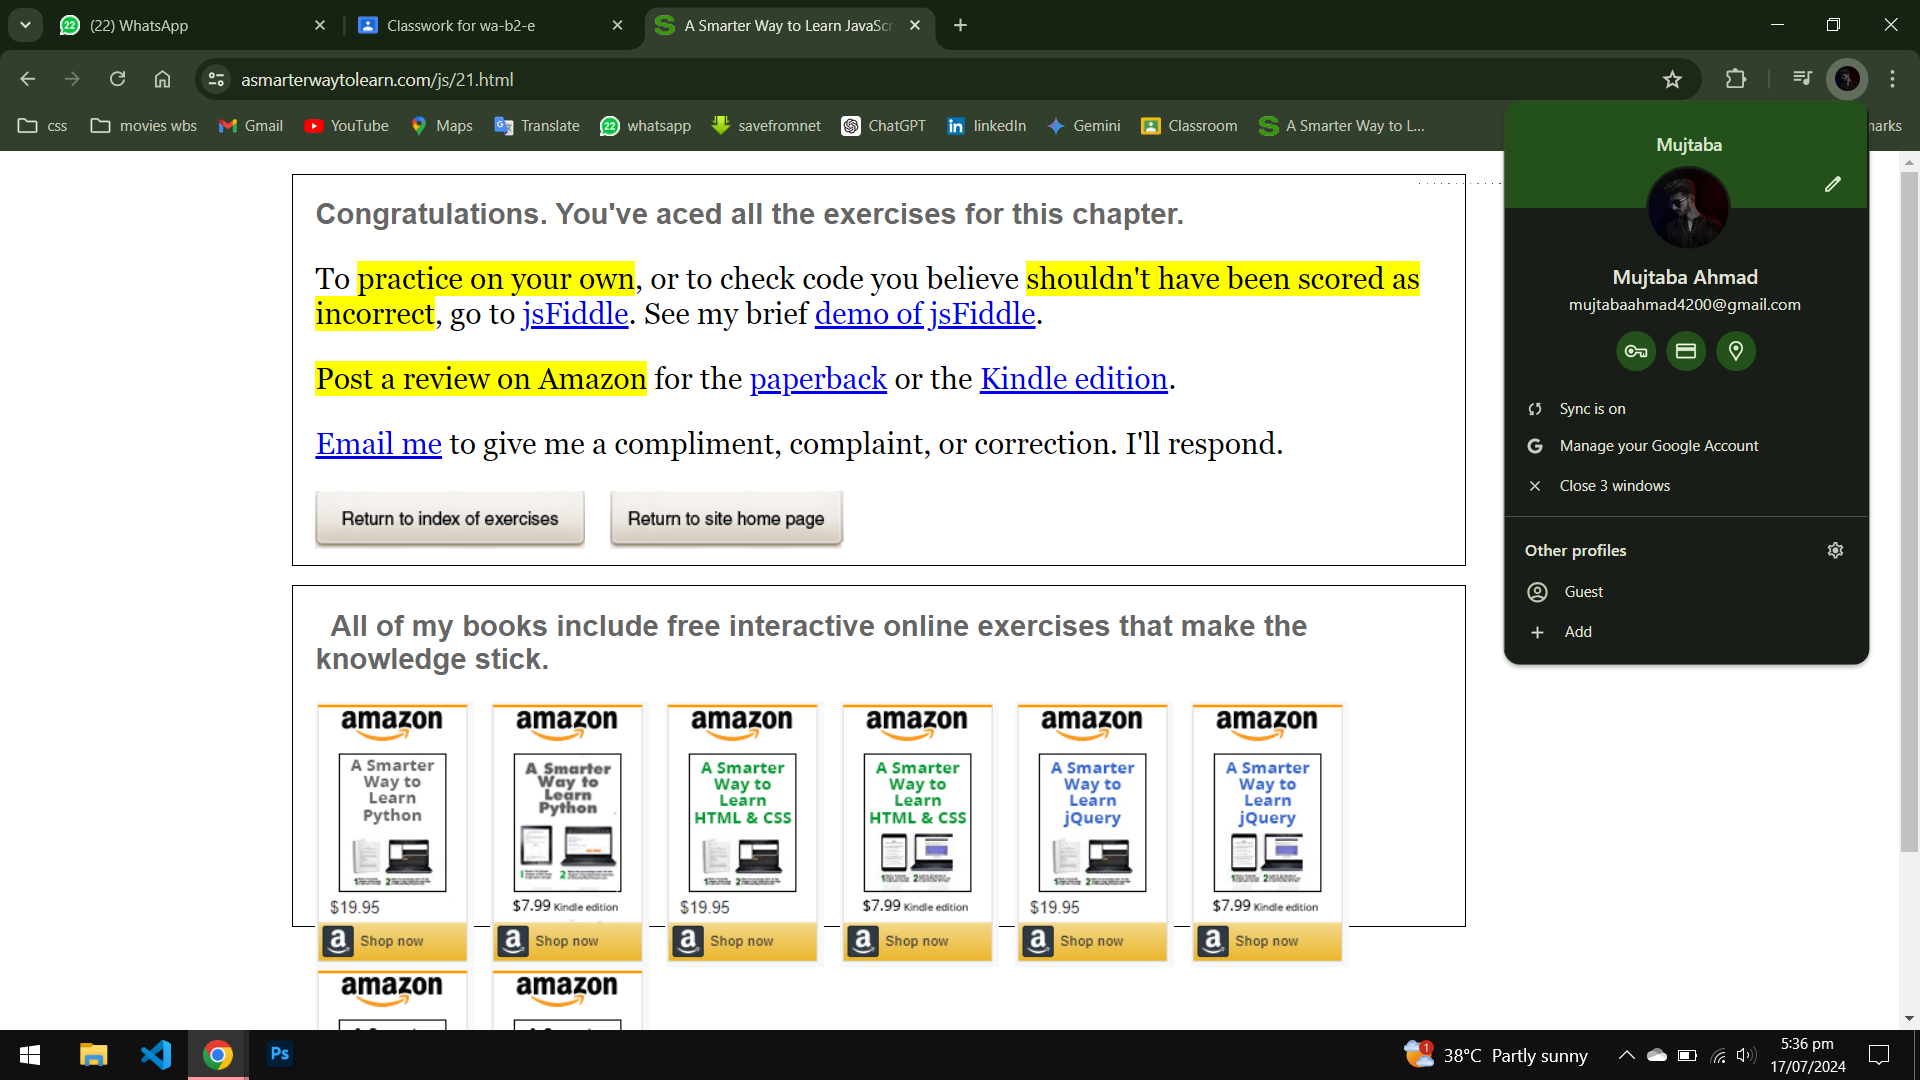 (22) WhatsApp
Classwork for wa-b2-e
A Smarter Way to Learn JavaSc
asmarterwaytolearn.com/js/21.html
css
movies wbs
Gmail
YouTube
Maps
Translate
whatsapp
savefromnet
ChatGPT
linkedIn
Gemini
Classroom
A Smarter Way to L...
narks
Congratulations. You've aced all the exercises for this chapter.
To practice on your own, or to check code you believe shouldn't have been scored as
incorrect, go to jsFiddle. See my brief demo of jsFiddle.
Post a review on Amazon for the paperback or the Kindle edition.
Email me to give me a compliment, complaint, or correction. I'll respond.
Return to index of exercises
Return to site home page
Mujtaba
Mujtaba Ahmad
mujtabaahmad4200@gmail.com
Sync is on
Manage your Google Account
Close 3 windows
Other profiles
Guest
Add
All of my books include free interactive online exercises that make the
knowledge stick.
amazon
A Smarter
Way to
Learn
Python
$19.95
Shop now
amazon
A Smarter
Way to
Learn
Python
$7.99 Kindle edition
Shop now
amazon
A Smarter
Way to
Learn
HTML & CSS
$19.95
Shop now
amazon
A Smarter
Way to
Learn
HTML & CSS
$7.99 Kindle edition
Shop now
amazon
A Smarter
Way to
Learn
jQuery
$19.95
Shop now
amazon
A Smarter
Way to
Learn
jQuery
$7.99 Kindle edition
Shop now
amazon
amazon
Ps
1
38°C Partly sunny
5:36 pm
17/07/2024